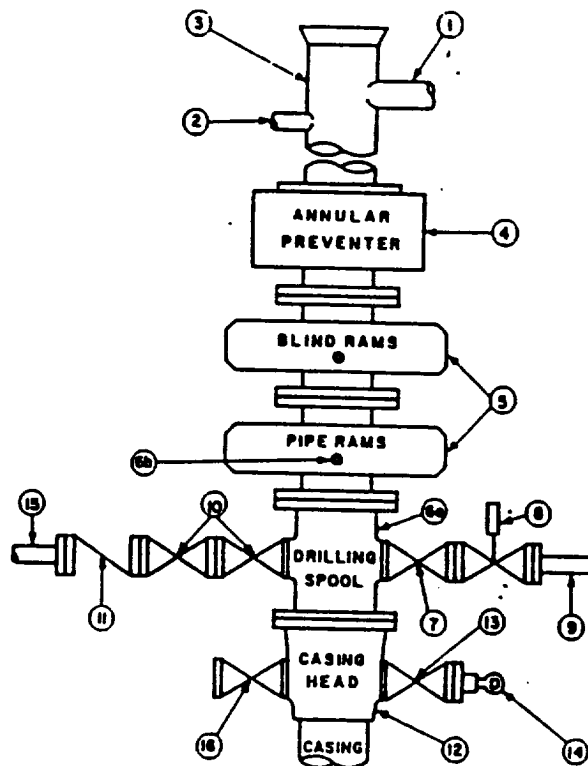 3
1
2
ANNULAR
PREVENTER
4
BLIND RAMS
5
PIPE RAMS
6b
15
10
6a
8
DRILLING
SPOOL
11
7
9
13
CASING
HEAD
16
12
14
CASING